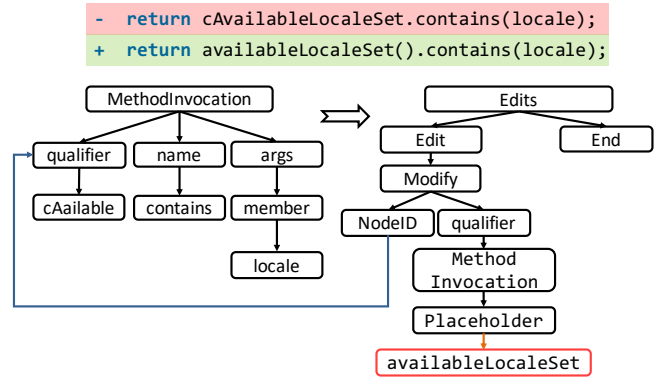 - return cAvailableLocaleSet.contains(locale);
+ return availableLocaleSet().contains(locale);
MethodInvocation
Edits
qualifier
name
args
Edit
End
Modify
cAailable
contains
member
NodeID
qualifier
locale
Method
Invocation
Placeholder
availableLocaleSet